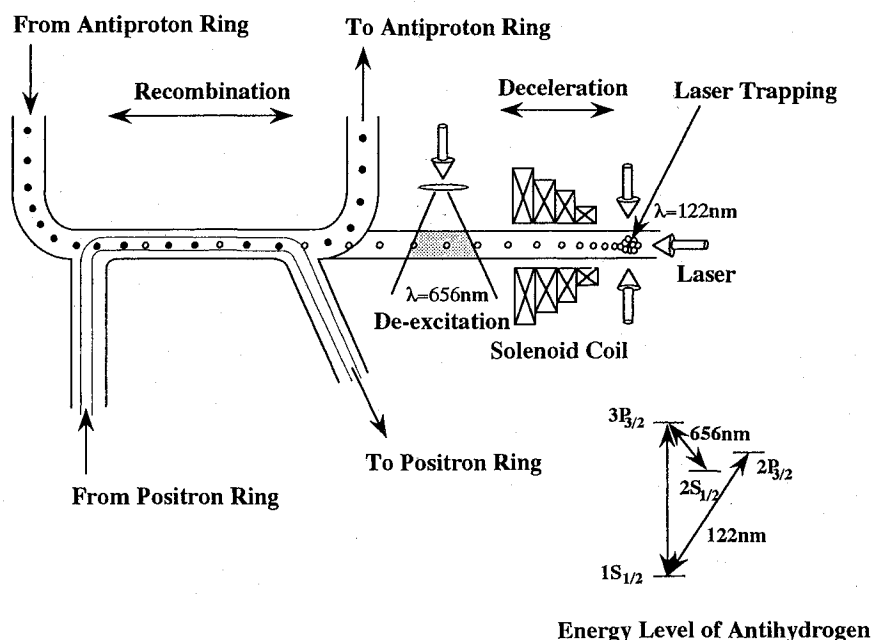 From Antiproton Ring
To Antiproton Ring
Recombination
Deceleration
Laser Trapping
λ=122nm
Laser
λ=656nm
De-excitation
Solenoid Coil
To Positron Ring
From Positron Ring
3P3/2
656nm
2P3/2
2S1/2
122nm
1S1/2
Energy Level of Antihydrogen